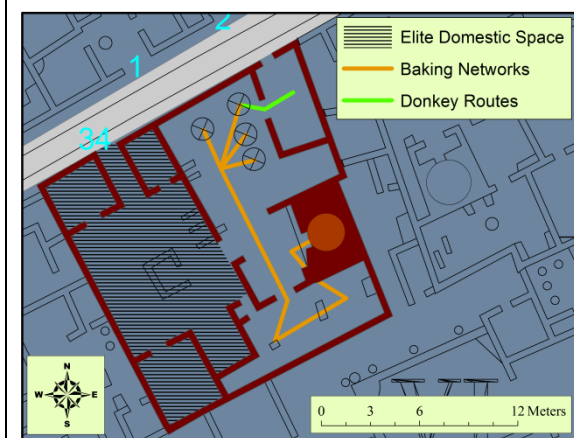 2
1
34
Elite Domestic Space
Baking Networks
Donkey Routes
N
W E
S
0 3 6 12 Meters